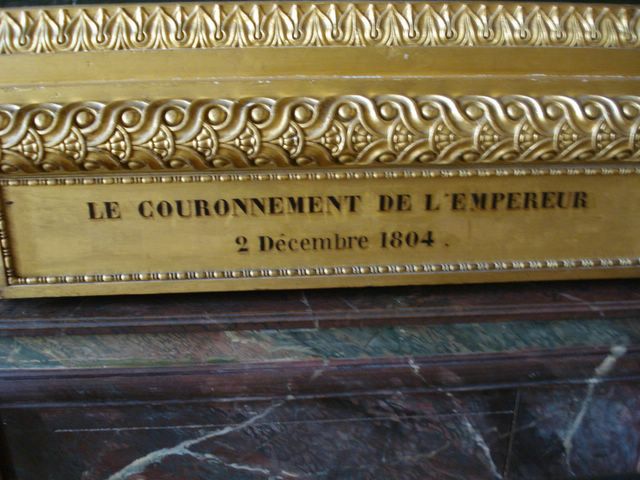 LE COURONNEMENT DE L'EMPEREUR
2 Décembre 1804.